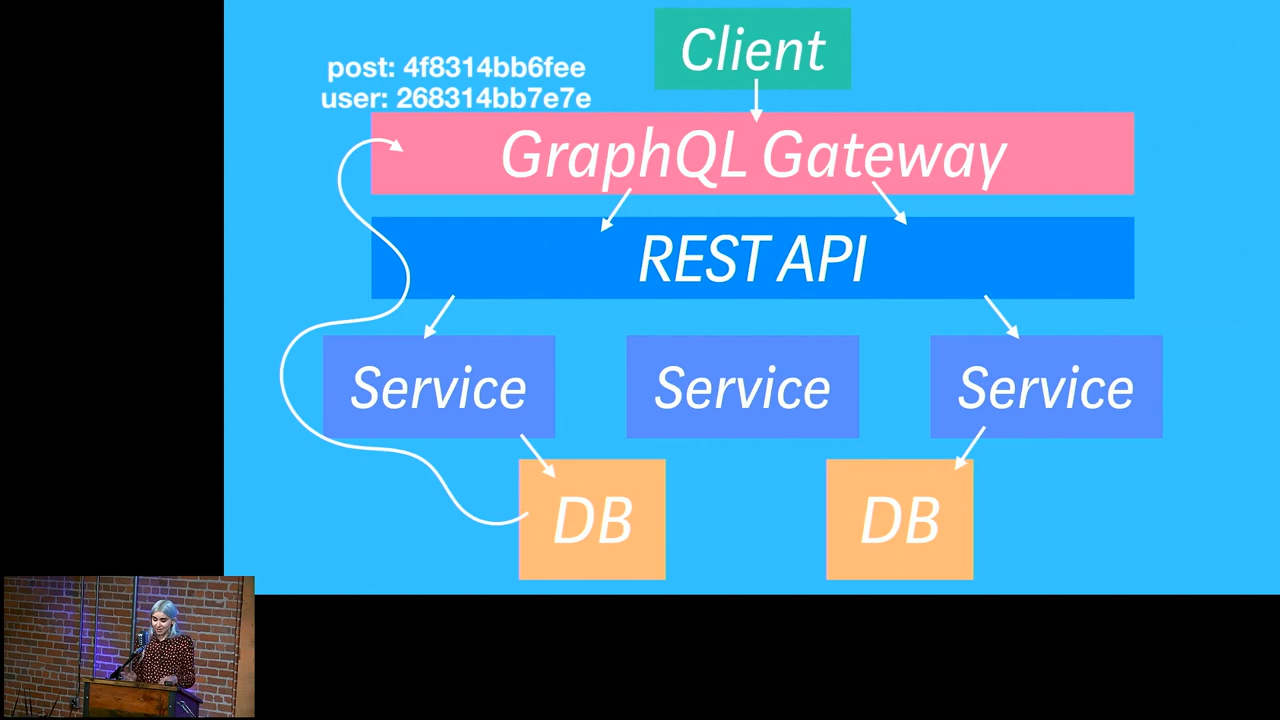 Client
post: 4f8314bb6fee
user: 268314bb7e7e
GraphQL Gateway
REST API
Service
Service
Service
DB
DB